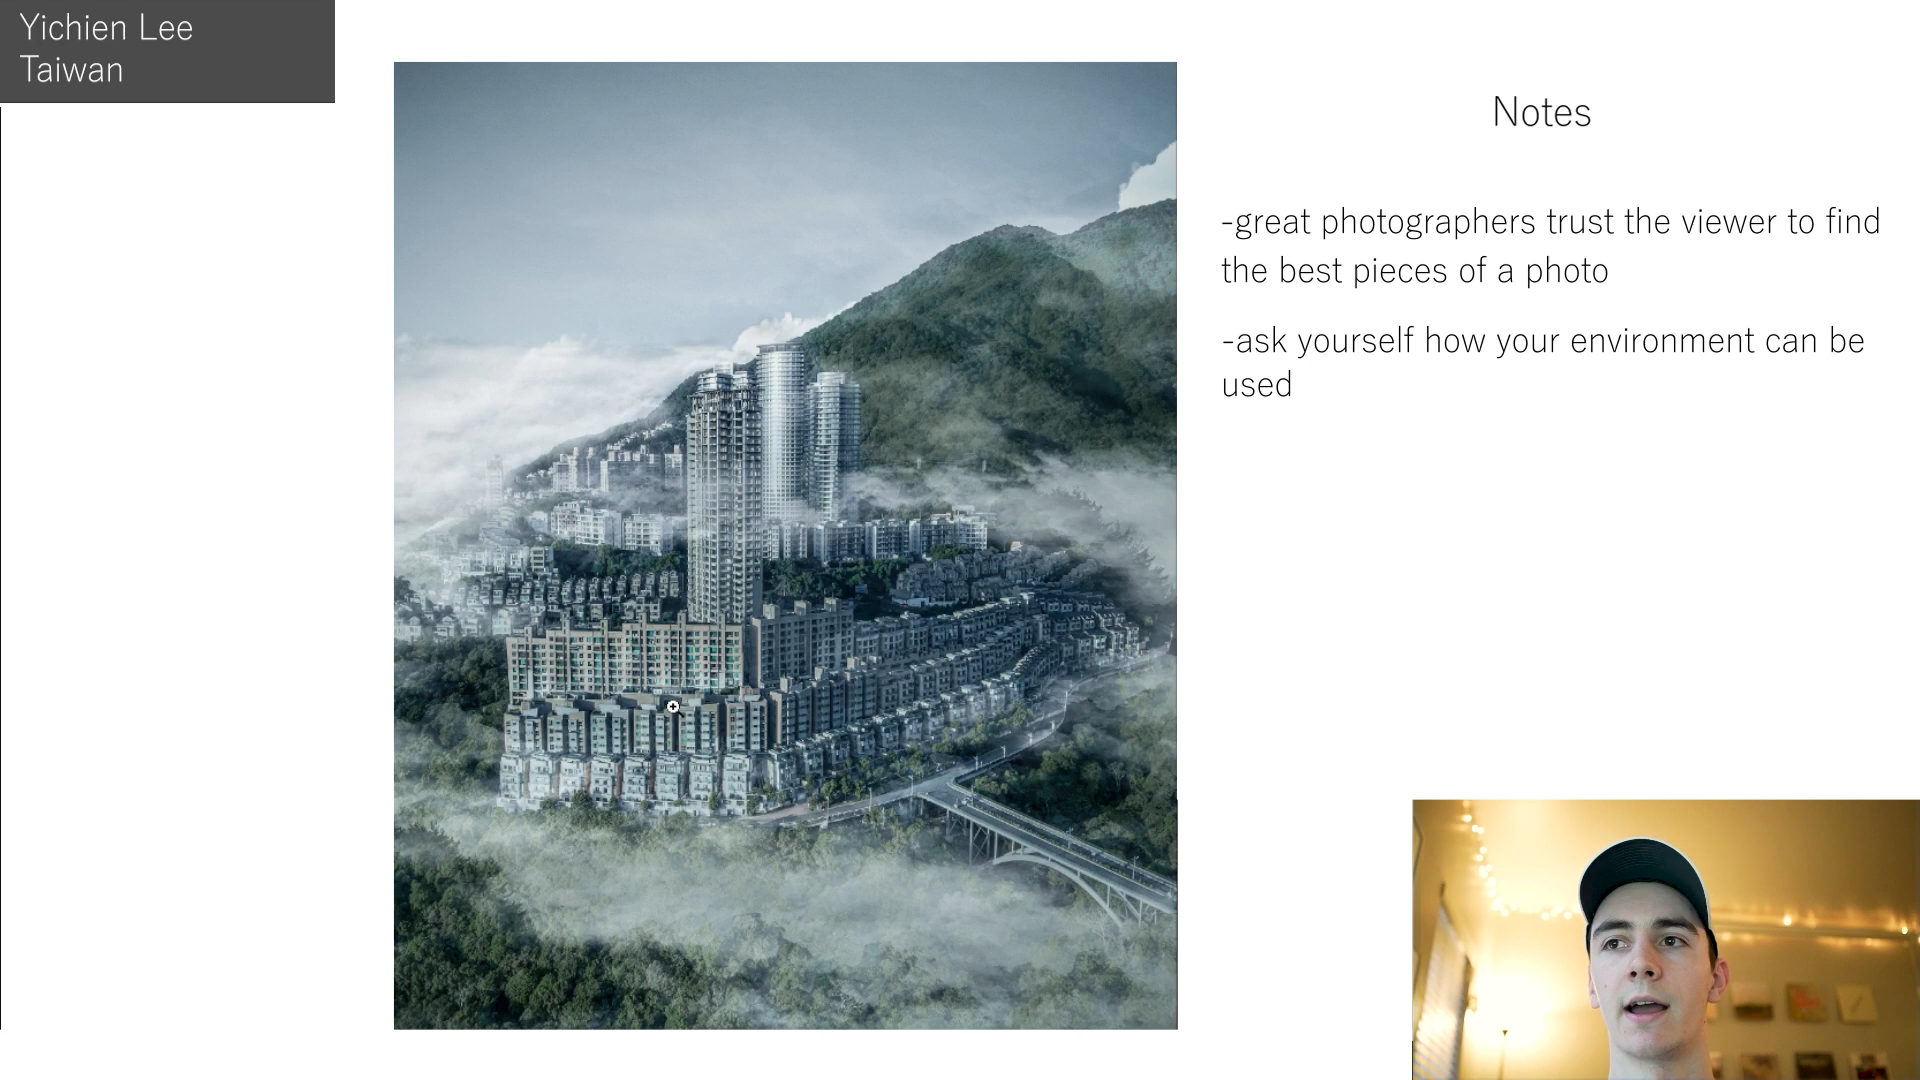 Yichien Lee
Taiwan
Notes
-great photographers trust the viewer to find
the best pieces of a photo
-ask yourself how your environment can be
used